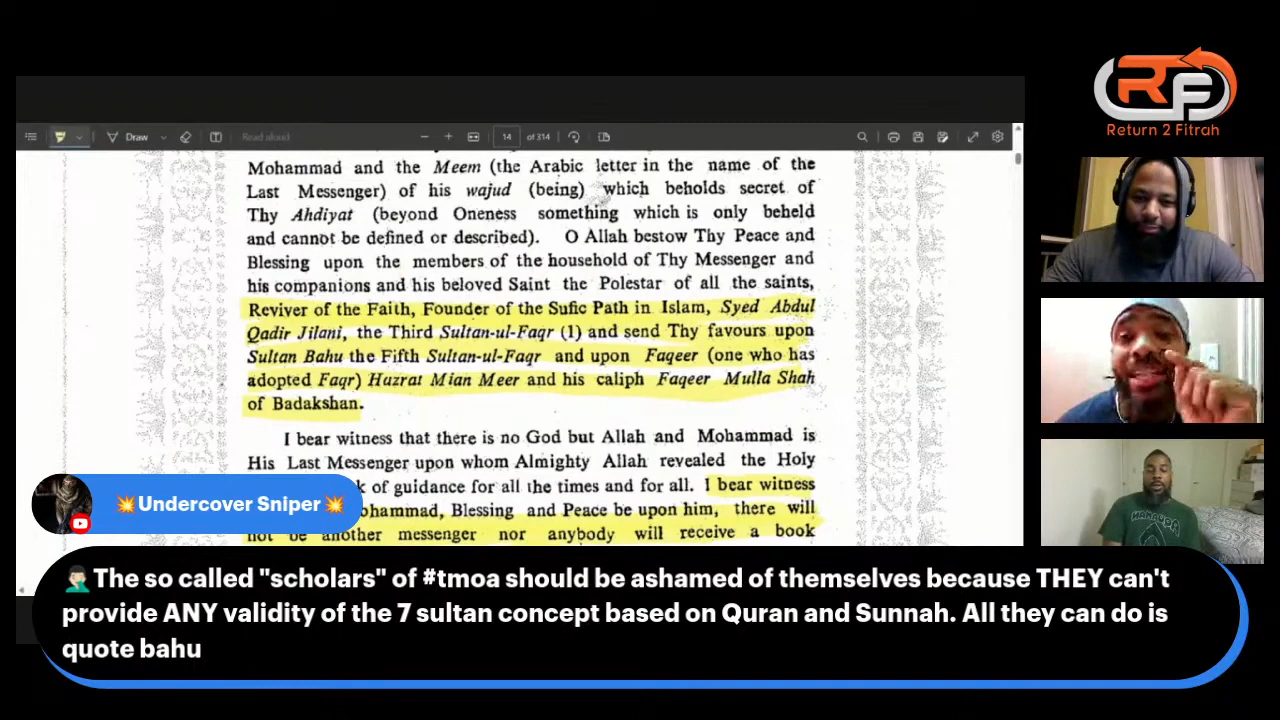 RF
Return 2 Fitrah
Draw
Read aloud
14
of 314
Mohammad and the Meem (the Arabic letter in the name of the
Last Messenger) of his wajud (being) which beholds secret of
Thy Ahdiyat (beyond Oneness something which is only beheld
and cannot be defined or described). O Allah bestow Thy Peace and
Blessing upon the members of the household of Thy Messenger and
his companions and his beloved Saint the Polestar of all the saints,
Reviver of the Faith, Founder of the Sufic Path in Islam, Syed Abdul
Qadir Jilani, the Third Sultan-ul-Faqr (1) and send Thy favours upon
Sultan Bahu the Fifth Sultan-ul-Faqr and upon Faqeer (one who has
adopted Faqr) Huzrat Mian Meer and his caliph Faqeer Mulla Shah
of Badakshan.
I bear witness that there is no God but Allah and Mohammad is
His Last Messenger upon whom Almighty Allah revealed the Holy
k of guidance for all the times and for all. I bear witness
ohammad, Blessing and Peace be upon him, there will
not be another messenger nor anybody will receive a book
💥Undercover Sniper💥
🤦🏻‍♂️The so called "scholars" of #tmoa should be ashamed of themselves because THEY can't
provide ANY validity of the 7 sultan concept based on Quran and Sunnah. All they can do is
quote bahu